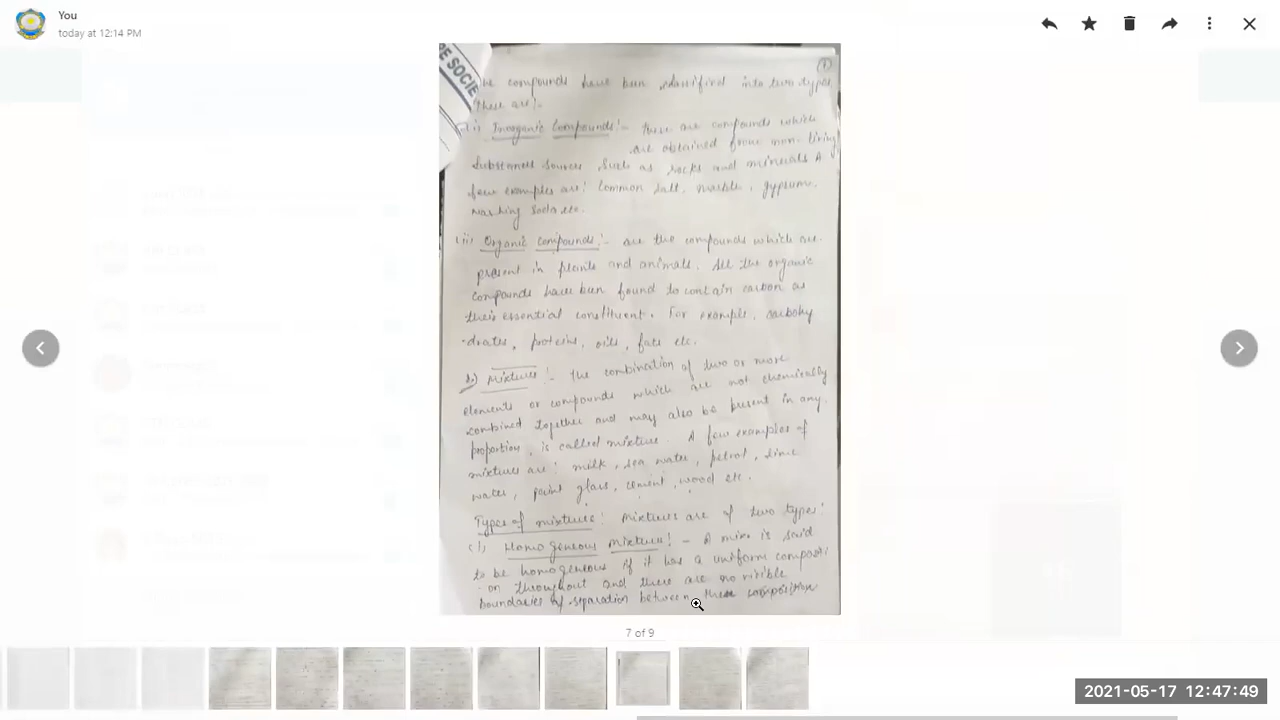 You
today at 12:14 PM
RE SOCIE
1
he compounds have been classified into two types
these are:-
(i) Inorganic Compounds:- these are compounds which
are obtained from non-living
Substances sources such as rocks and minerals A
few examples are: Common salt, marble, gypsum,
washing soda etc.
(ii) Organic compounds:- are the compounds which are
present in plants and animals. All the organic
compounds have been found to contain carbon as
their essential constituent. For example, carbohy
-drates, proteins, oils, fats etc.
Mixture:- The combination of two or more
elements or compounds which are not chemically
combined together and may also be present in any
proportion, is called mixture. A few examples of
mixtures are: milk, sea water, petrol, lime
water, paint glass, cement, wood etc.
Types of mixture: Mixtures are of two types:
(i) Homogeneous Mixture:- A mix is said
to be homogeneous if it has a uniform compositi
-on throughout and there are no visible
boundaries of separation between the composition
7 of 9
2021-05-17 12:47:49